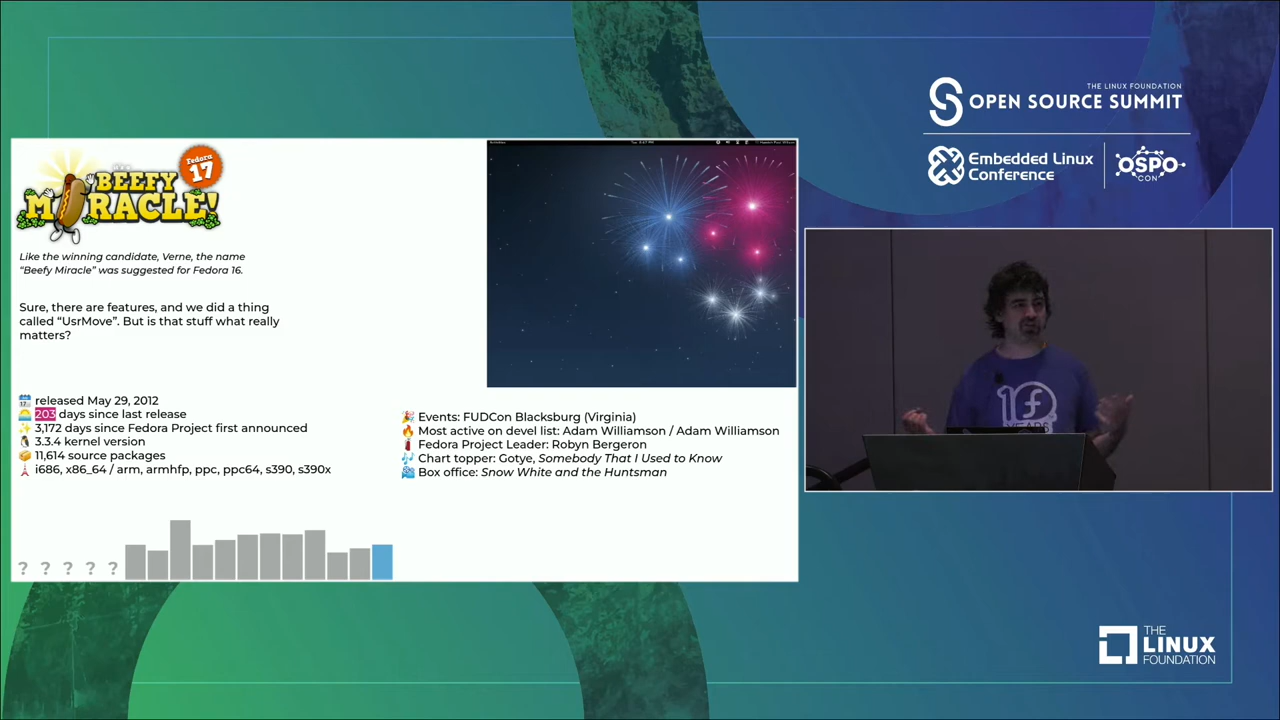 THE LINUX FOUNDATION
OPEN SOURCE SUMMIT
Embedded Linux
Conference
OSPO
CON
Fedora
17
BEEFY
MIRACLE!
Like the winning candidate, Verne, the name
“Beefy Miracle” was suggested for Fedora 16.
Sure, there are features, and we did a thing
called “UsrMove”. But is that stuff what really
matters?
released May 29, 2012
203 days since last release
3,172 days since Fedora Project first announced
3.3.4 kernel version
11,614 source packages
i686, x86_64 / arm, armhfp, ppc, ppc64, s390, s390x
Events: FUDCon Blacksburg (Virginia)
Most active on devel list: Adam Williamson / Adam Williamson
Fedora Project Leader: Robyn Bergeron
Chart topper: Gotye, Somebody That I Used to Know
Box office: Snow White and the Huntsman
? ? ? ? ?
10
YEARS
THE
LINUX
FOUNDATION